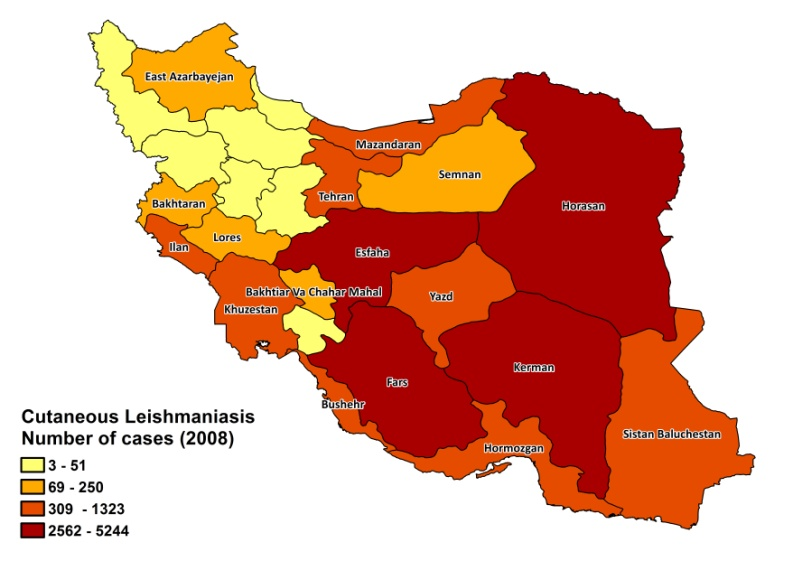 East Azarbayejan
Mazandaran
Semnan
Tehran
Horasan
Bakhtaran
Lores
Ilan
Esfaha
Bakhtiar Va Chahar Mahal
Yazd
Khuzestan
Kerman
Fars
Bushehr
Sistan Baluchestan
Hormozgan
Cutaneous Leishmaniasis
Number of cases (2008)
3 - 51
69 - 250
309 - 1323
2562 - 5244